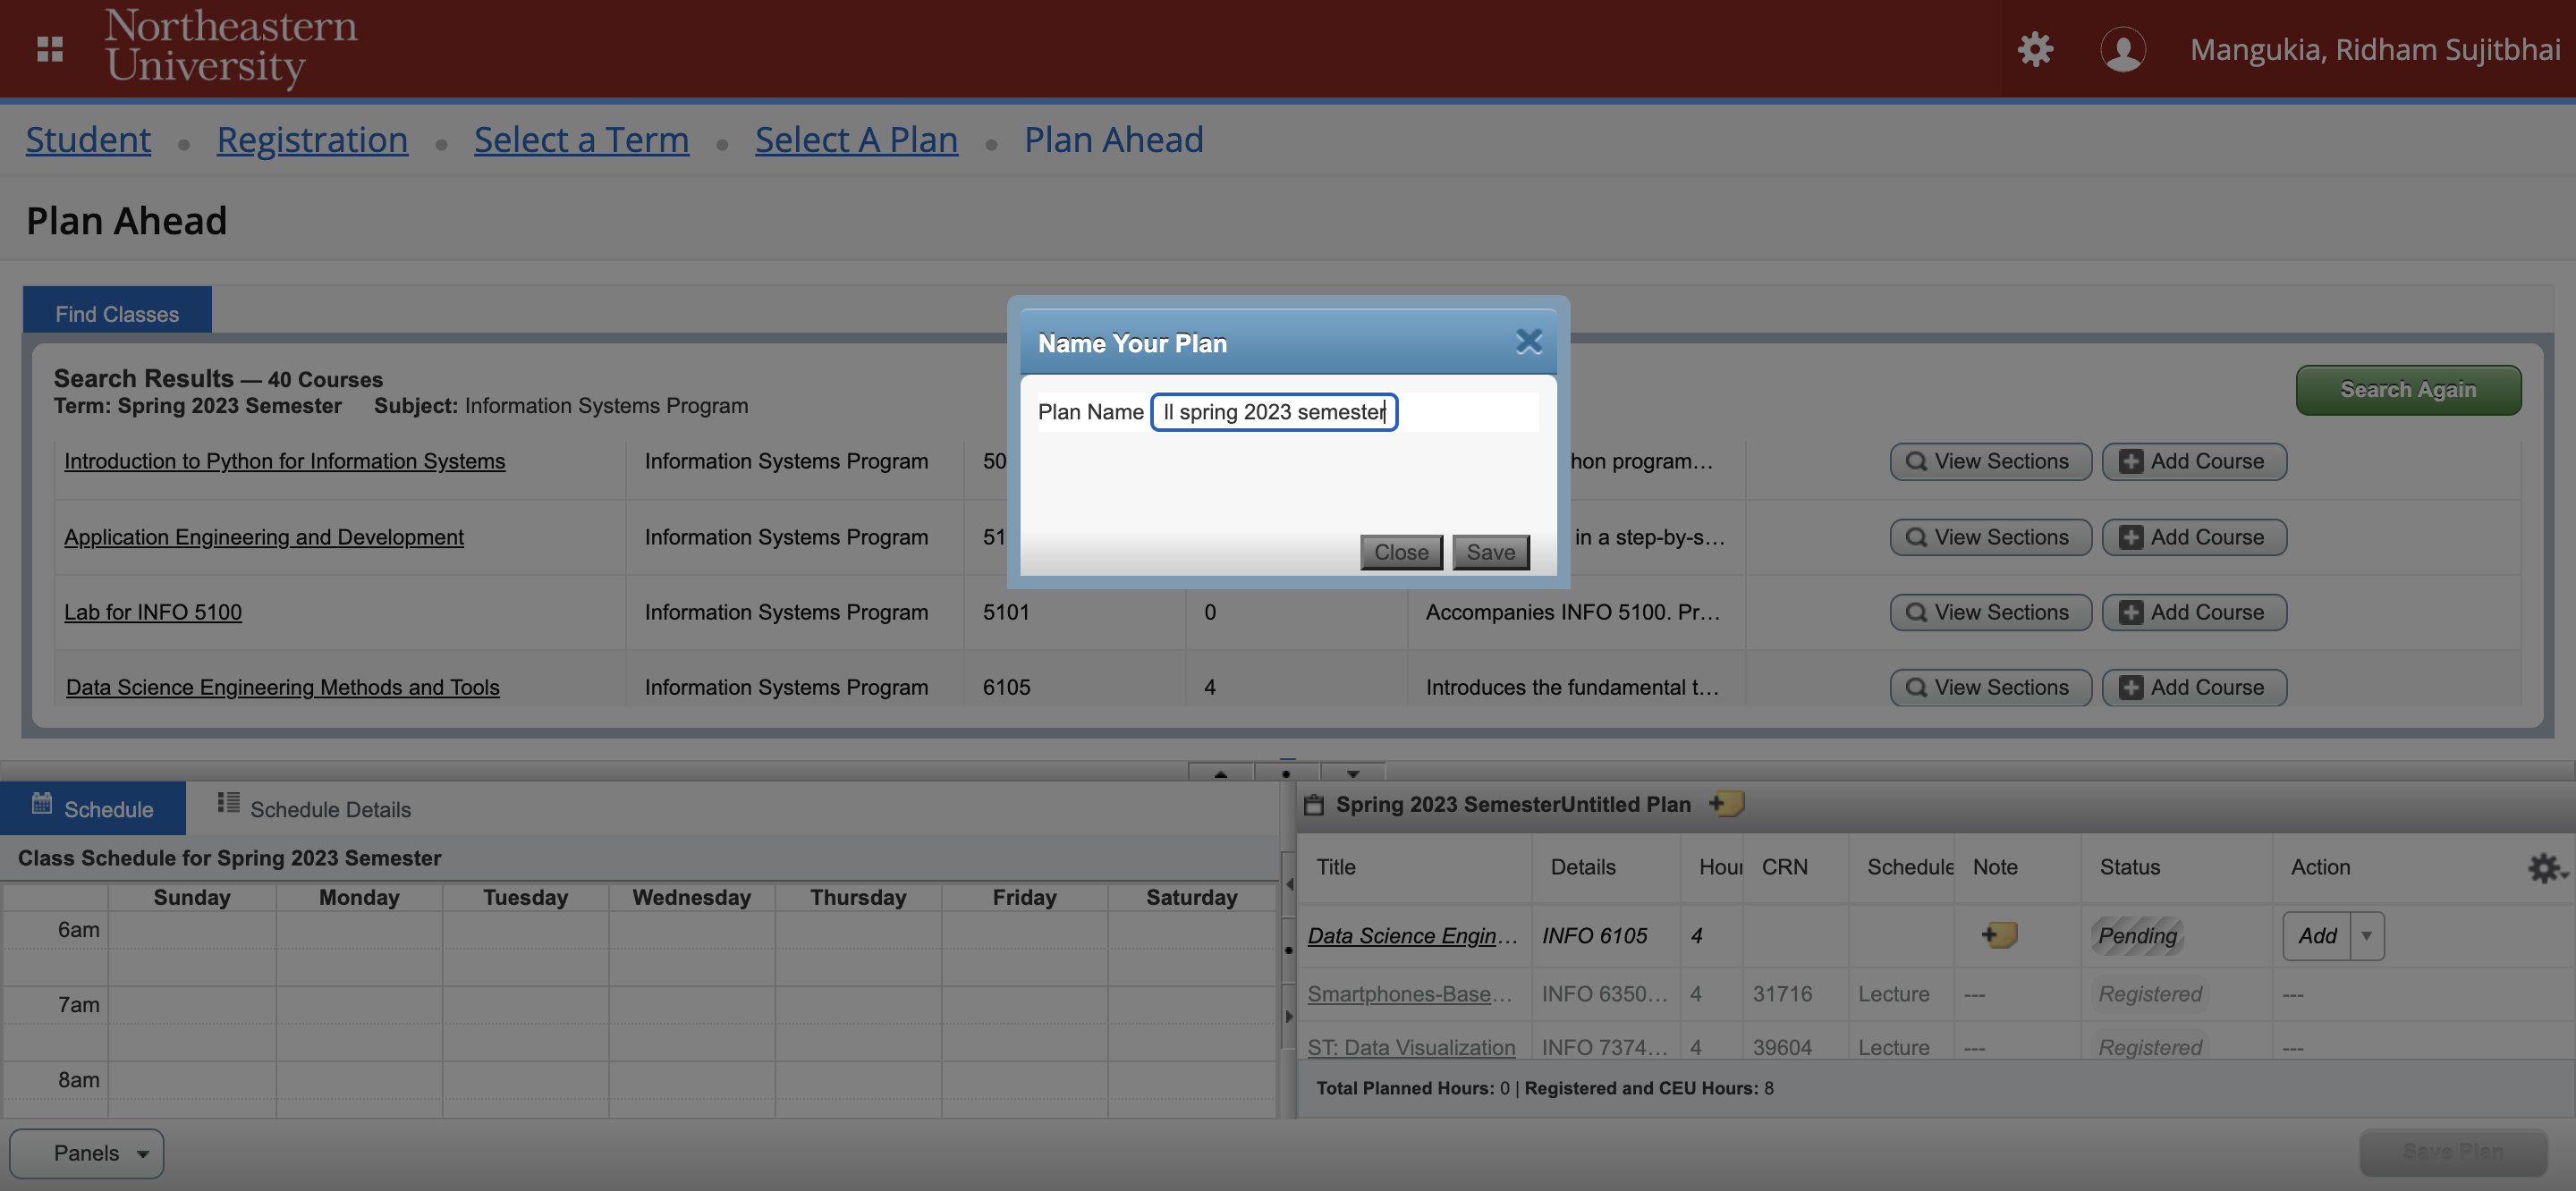 Northeastern
University
Mangukia, Ridham Sujitbhai
Student • Registration • Select a Term • Select A Plan • Plan Ahead
Plan Ahead
Find Classes
Search Results — 40 Courses
Term: Spring 2023 Semester Subject: Information Systems Program
Search Again
Name Your Plan
Plan Name ll spring 2023 semester
Close Save
Introduction to Python for Information Systems Information Systems Program 50 hon program… View Sections Add Course
Application Engineering and Development Information Systems Program 51 in a step-by-s… View Sections Add Course
Lab for INFO 5100 Information Systems Program 5101 0 Accompanies INFO 5100. Pr… View Sections Add Course
Data Science Engineering Methods and Tools Information Systems Program 6105 4 Introduces the fundamental t… View Sections Add Course
Schedule Schedule Details
Class Schedule for Spring 2023 Semester
Sunday Monday Tuesday Wednesday Thursday Friday Saturday
6am
7am
8am
Spring 2023 SemesterUntitled Plan
Title Details Hour CRN Schedule Note Status Action
Data Science Engin… INFO 6105 4 Pending Add
Smartphones-Base… INFO 6350… 4 31716 Lecture --- Registered ---
ST: Data Visualization INFO 7374… 4 39604 Lecture --- Registered ---
Total Planned Hours: 0 | Registered and CEU Hours: 8
Panels
Save Plan